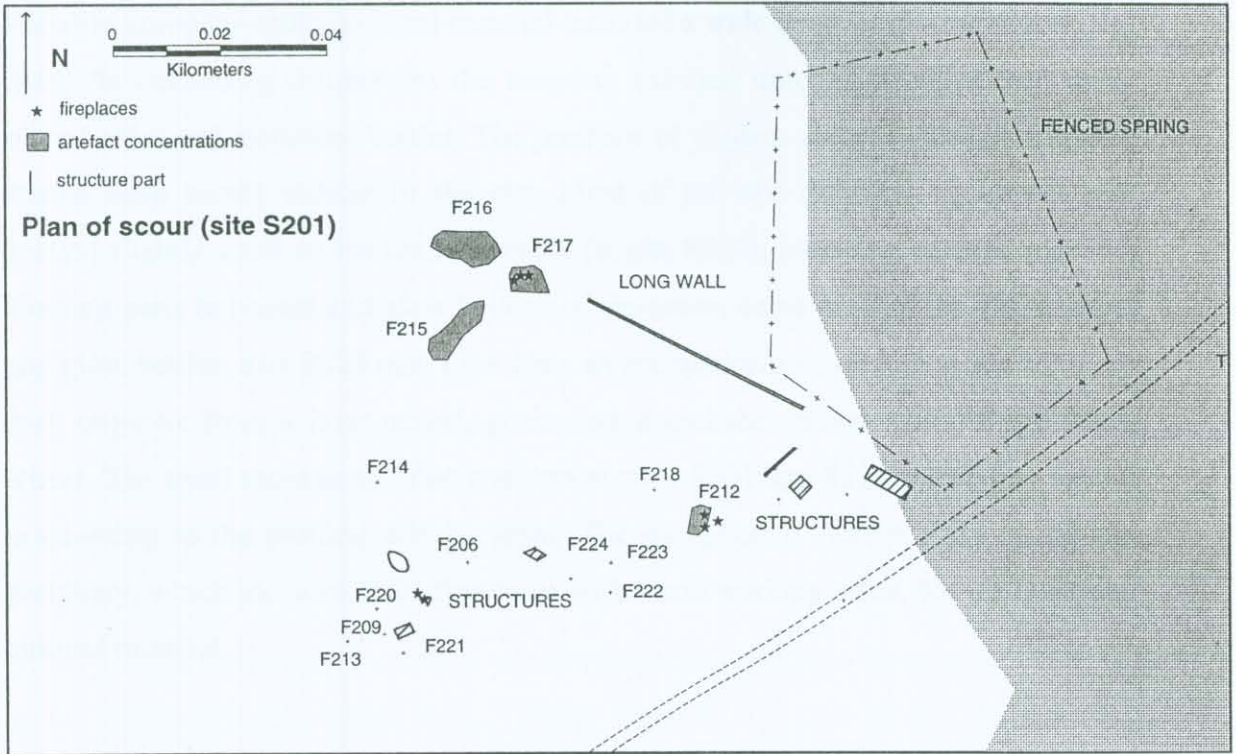 0 0.02 0.04
N
Kilometers
fireplaces
artefact concentrations
structure part
Plan of scour (site S201)
FENCED SPRING
F216
F217
LONG WALL
F215
T
F214
F218
F212
STRUCTURES
F206
F224
F223
F220
STRUCTURES
F222
F209
F221
F213